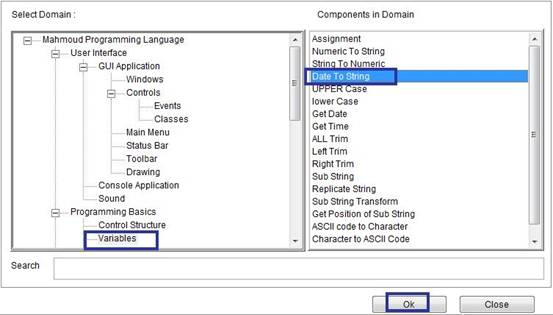 Select Domain :
Components in Domain
Mahmoud Programming Language
User Interface
GUI Application
Windows
Controls
Events
Classes
Main Menu
Status Bar
Toolbar
Drawing
Console Application
Sound
Programming Basics
Control Structure
Variables
Assignment
Numeric To String
String To Numeric
Date To String
UPPER Case
lower Case
Get Date
Get Time
ALL Trim
Left Trim
Right Trim
Sub String
Replicate String
Sub String Transform
Get Position of Sub String
ASCII code to Character
Character to ASCII Code
Search
Ok
Close